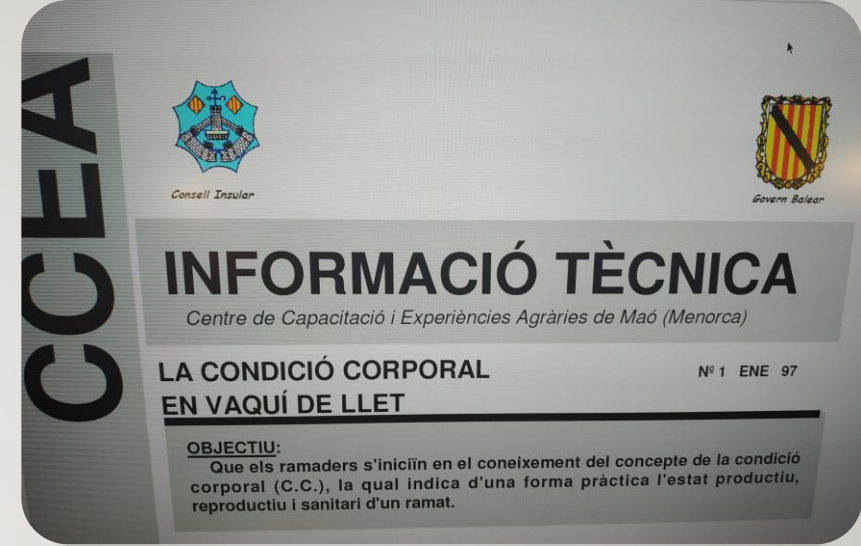 CCEA
Consell Insular
Govern Balear
INFORMACIÓ TÈCNICA
Centre de Capacitació i Experiències Agràries de Maó (Menorca)
LA CONDICIÓ CORPORAL
EN VAQUÍ DE LLET
Nº 1 ENE 97
OBJECTIU:
Que els ramaders s'iniciïn en el coneixement del concepte de la condició
corporal (C.C.), la qual indica d'una forma pràctica l'estat productiu,
reproductiu i sanitari d'un ramat.